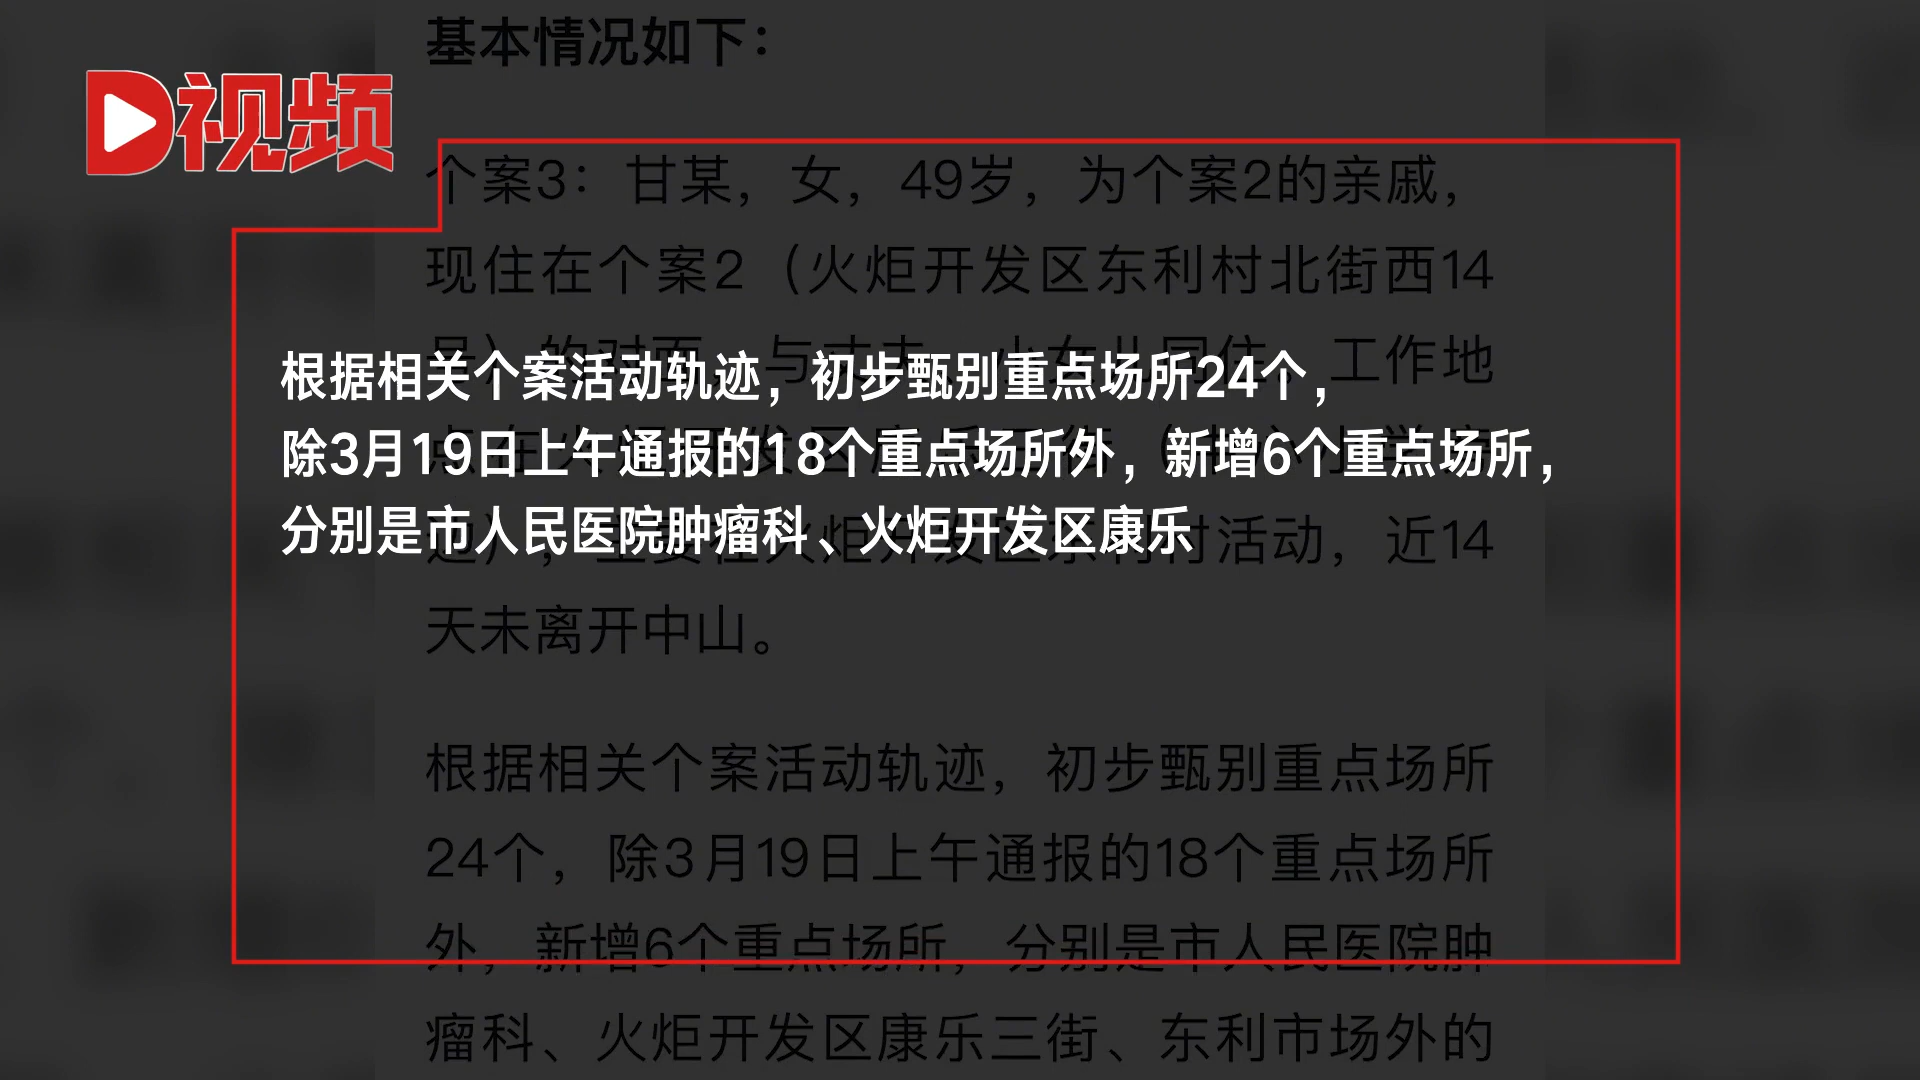 基本情况如下：
视频
个案3：甘某，女，49岁，为个案2的亲戚，
现住在个案2（火炬开发区东利村北街西14
工作地
根据相关个案活动轨迹，初步甄别重点场所24个，
除3月19日上午通报的18个重点场所外，新增6个重点场所，
分别是市人民医院肿瘤科、火炬开发区康乐
活动，近14
天未离开中山。
根据相关个案活动轨迹，初步甄别重点场所
24个，除3月19日上午通报的18个重点场所
外，新增6个重点场所，分别是市人民医院肿
瘤科、火炬开发区康乐三街、东利市场外的